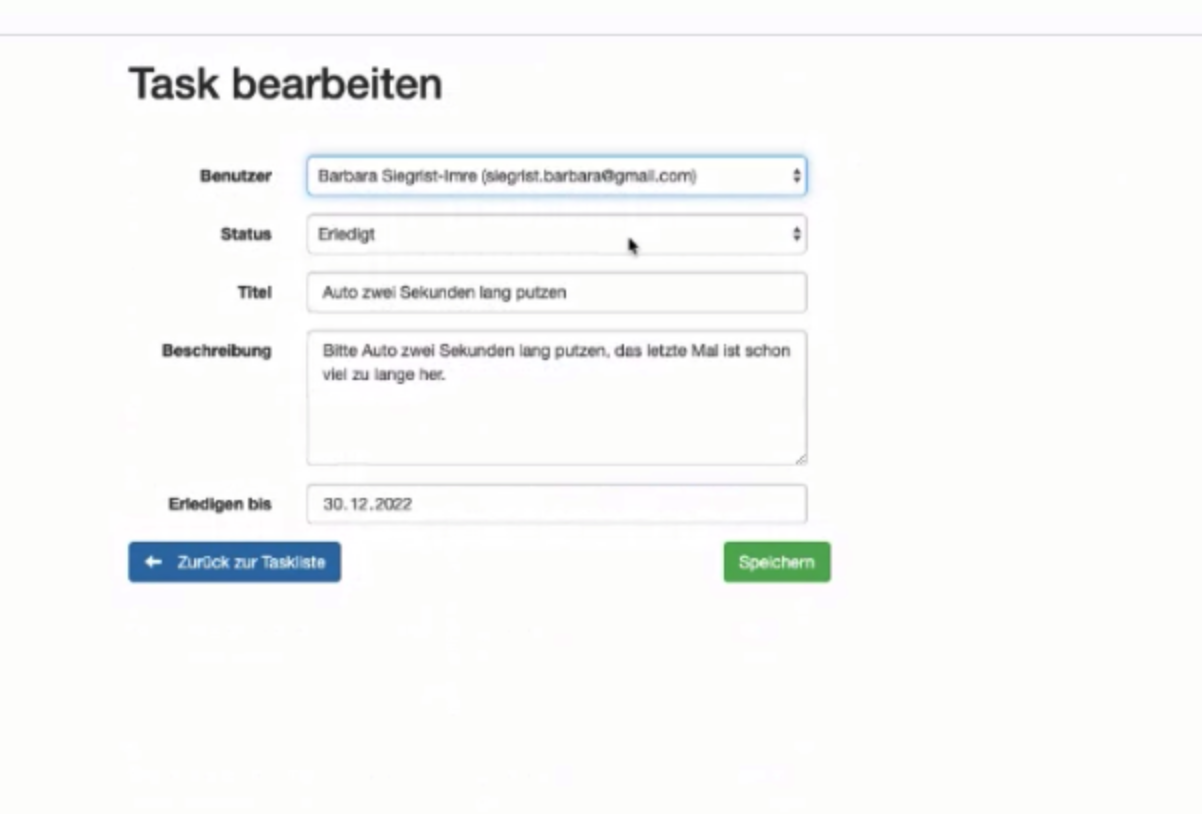 Task bearbeiten
Benutzer Barbara Siegrist-Imre (siegrist.barbara@gmail.com)
Status Erledigt
Titel Auto zwei Sekunden lang putzen
Beschreibung Bitte Auto zwei Sekunden lang putzen, das letzte Mal ist schon
viel zu lange her.
Erledigen bis 30.12.2022
Zurück zur Taskliste Speichern